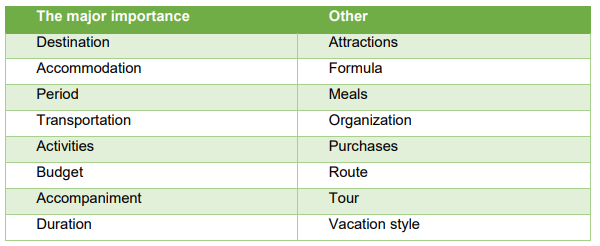 The major importance Other
Destination Attractions
Accommodation Formula
Period Meals
Transportation Organization
Activities Purchases
Budget Route
Accompaniment Tour
Duration Vacation style